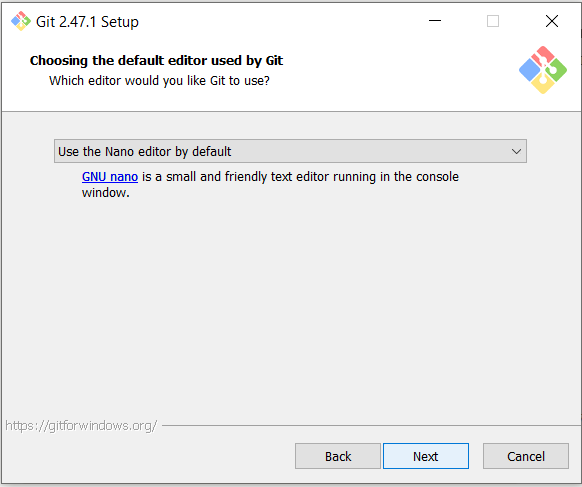 Git 2.47.1 Setup
Choosing the default editor used by Git
Which editor would you like Git to use?
Use the Nano editor by default
GNU nano is a small and friendly text editor running in the console
window.
https://gitforwindows.org/
Back
Next
Cancel